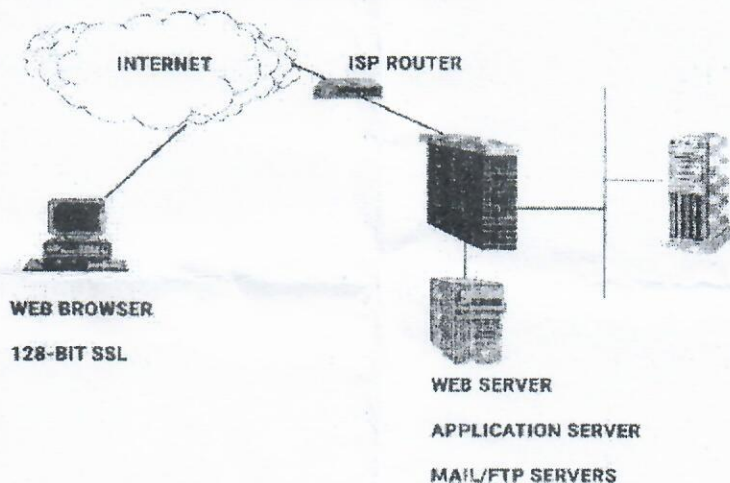 INTERNET
ISP ROUTER
WEB BROWSER
128-BIT SSL
WEB SERVER
APPLICATION SERVER
MAIL/FTP SERVERS